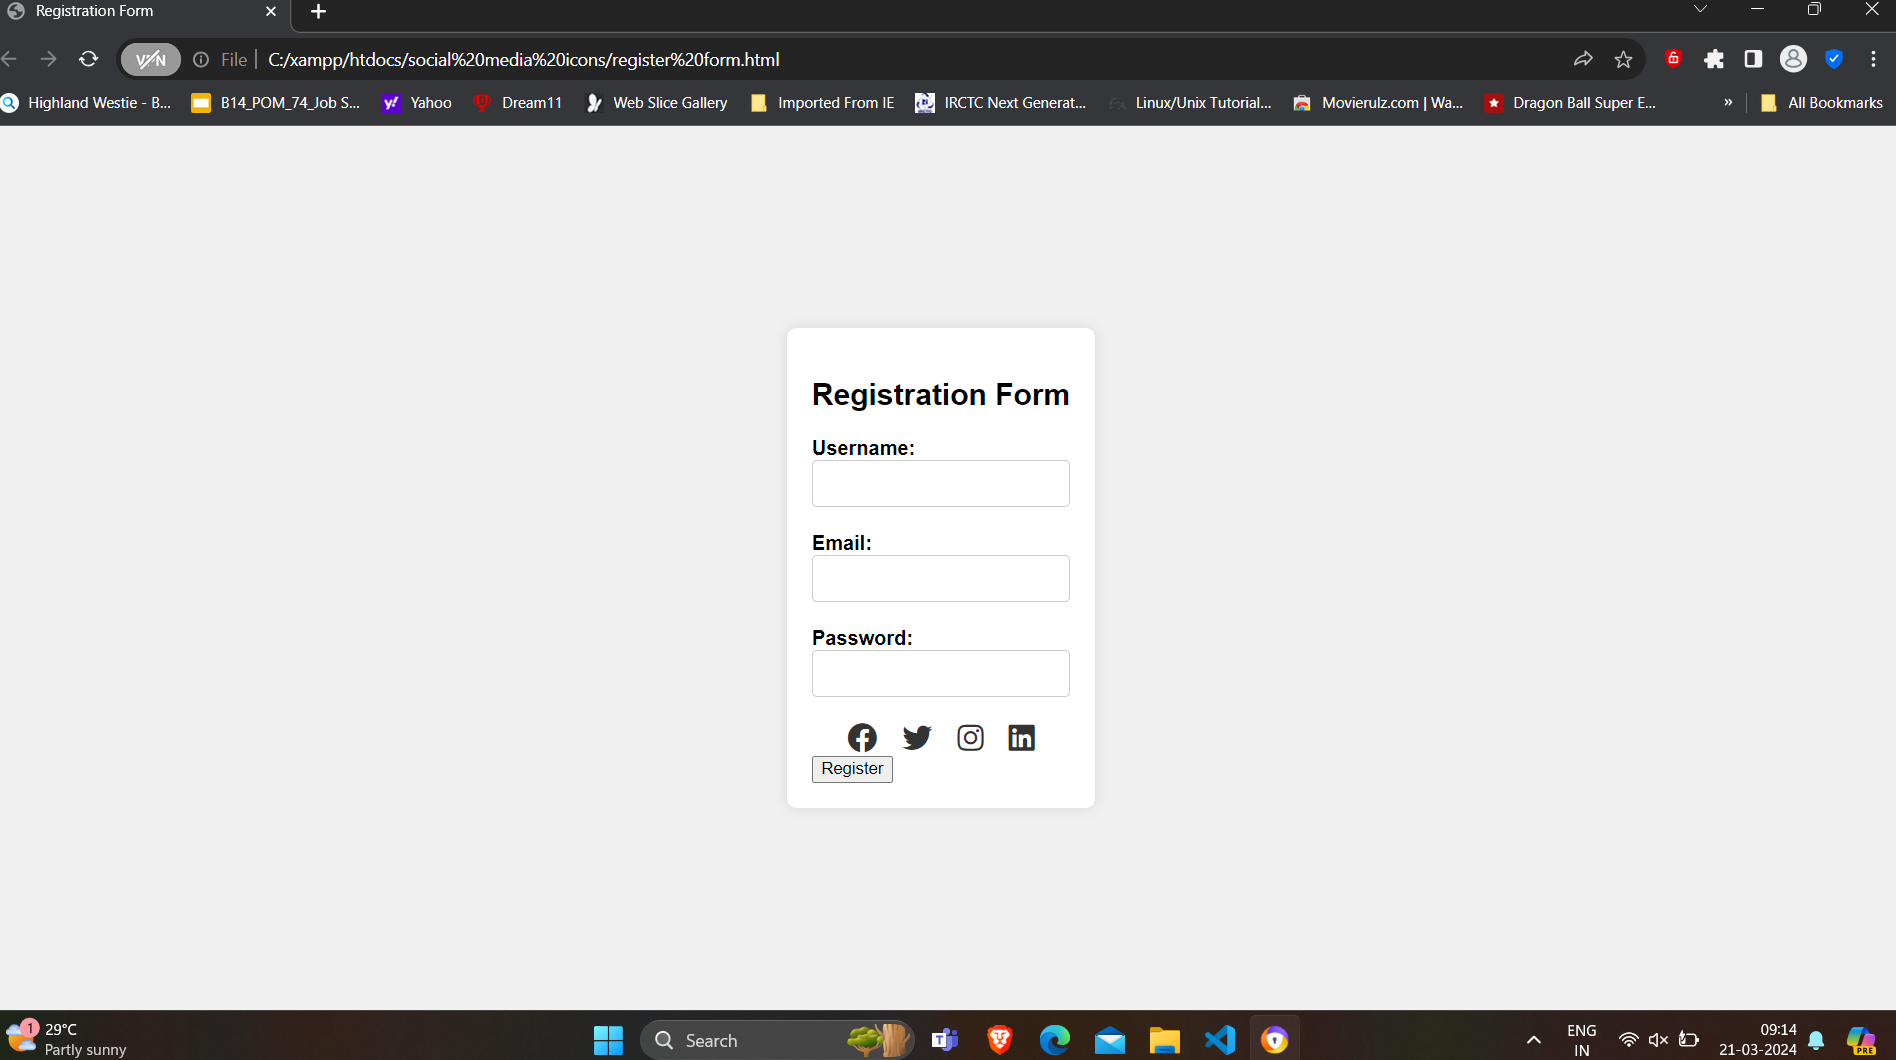 Registration Form
VPN
File
C:/xampp/htdocs/social%20media%20icons/register%20form.html
Highland Westie - B...
B14_POM_74_Job S...
Yahoo
Dream11
Web Slice Gallery
Imported From IE
IRCTC Next Generat...
Linux/Unix Tutorial...
Movierulz.com | Wa...
Dragon Ball Super E...
»
All Bookmarks
Registration Form
Username:
Email:
Password:
Register
1
29°C
Partly sunny
Search
ENG
IN
09:14
21-03-2024
PRE